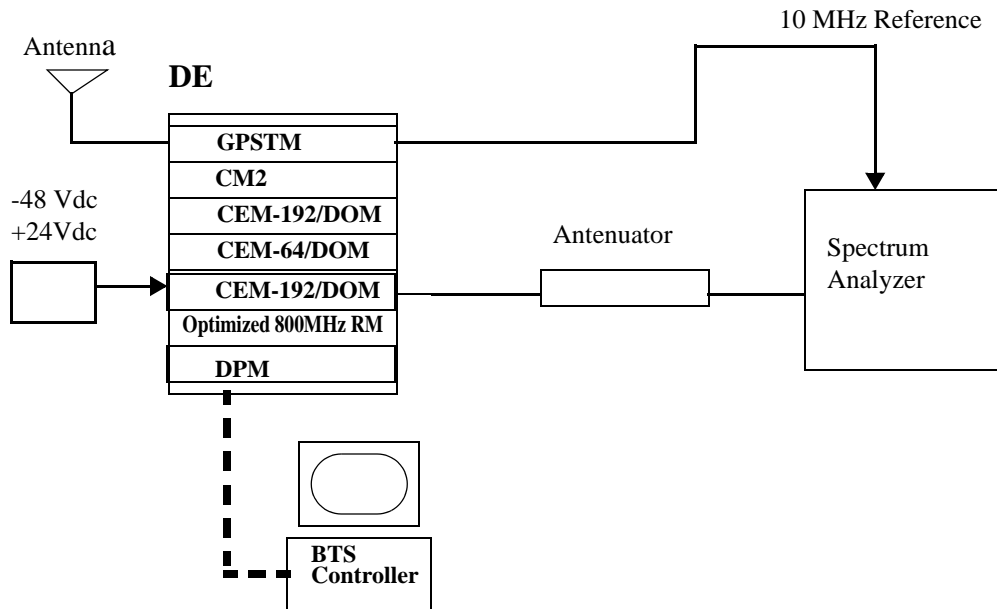 10 MHz Reference
Antenna
DE
GPSTM
CM2
-48 Vdc
+24Vdc
CEM-192/DOM
CEM-64/DOM
CEM-192/DOM
Optimized 800MHz RM
DPM
Antenuator
Spectrum
Analyzer
BTS
Controller